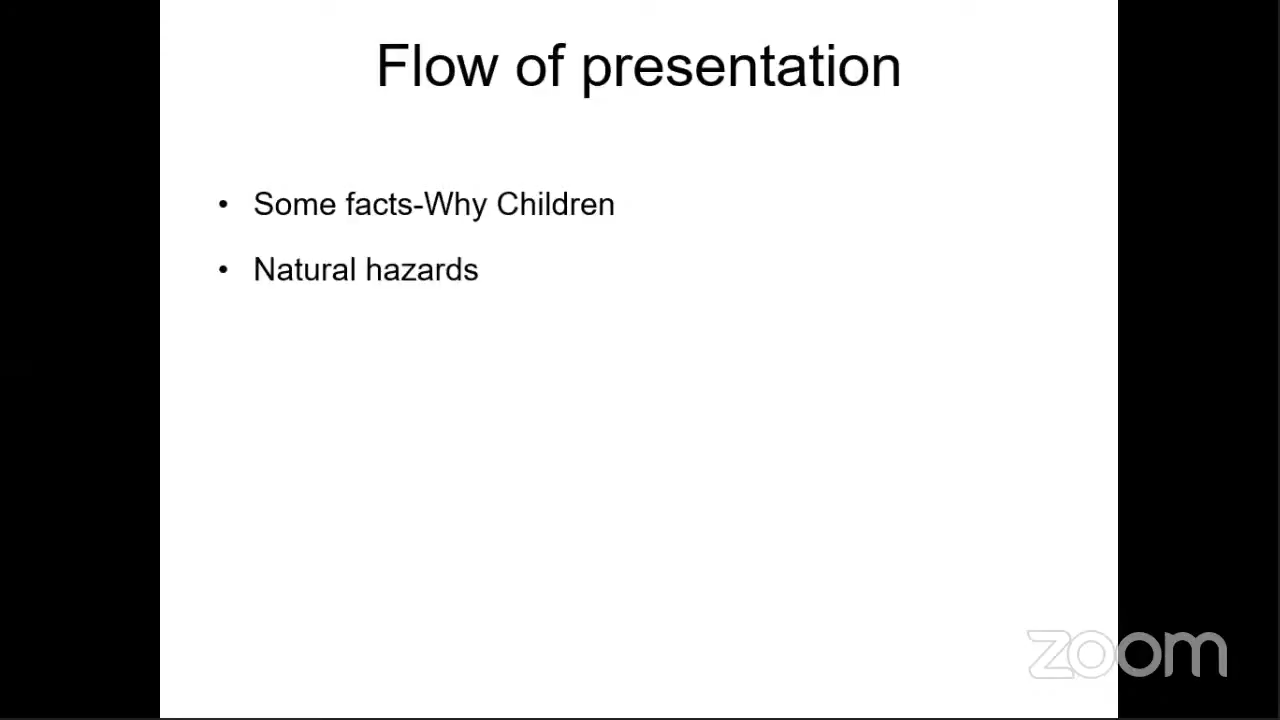 Flow of presentation
• Some facts-Why Children
• Natural hazards
zoom